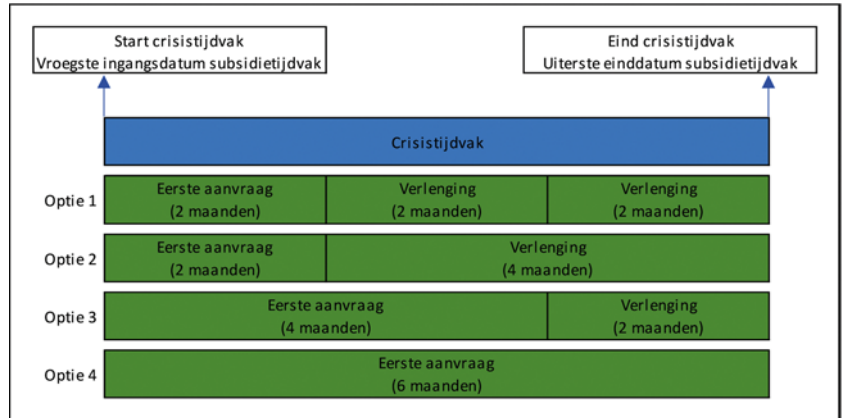 Start crisistijdvak
Vroegste ingangsdatum subsidietijdvak
Eind crisistijdvak
Uiterste einddatum subsidietijdvak
Crisistijdvak
Optie 1
Eerste aanvraag
(2 maanden)
Verlenging
(2 maanden)
Verlenging
(2 maanden)
Optie 2
Eerste aanvraag
(2 maanden)
Verlenging
(4 maanden)
Optie 3
Eerste aanvraag
(4 maanden)
Verlenging
(2 maanden)
Optie 4
Eerste aanvraag
(6 maanden)